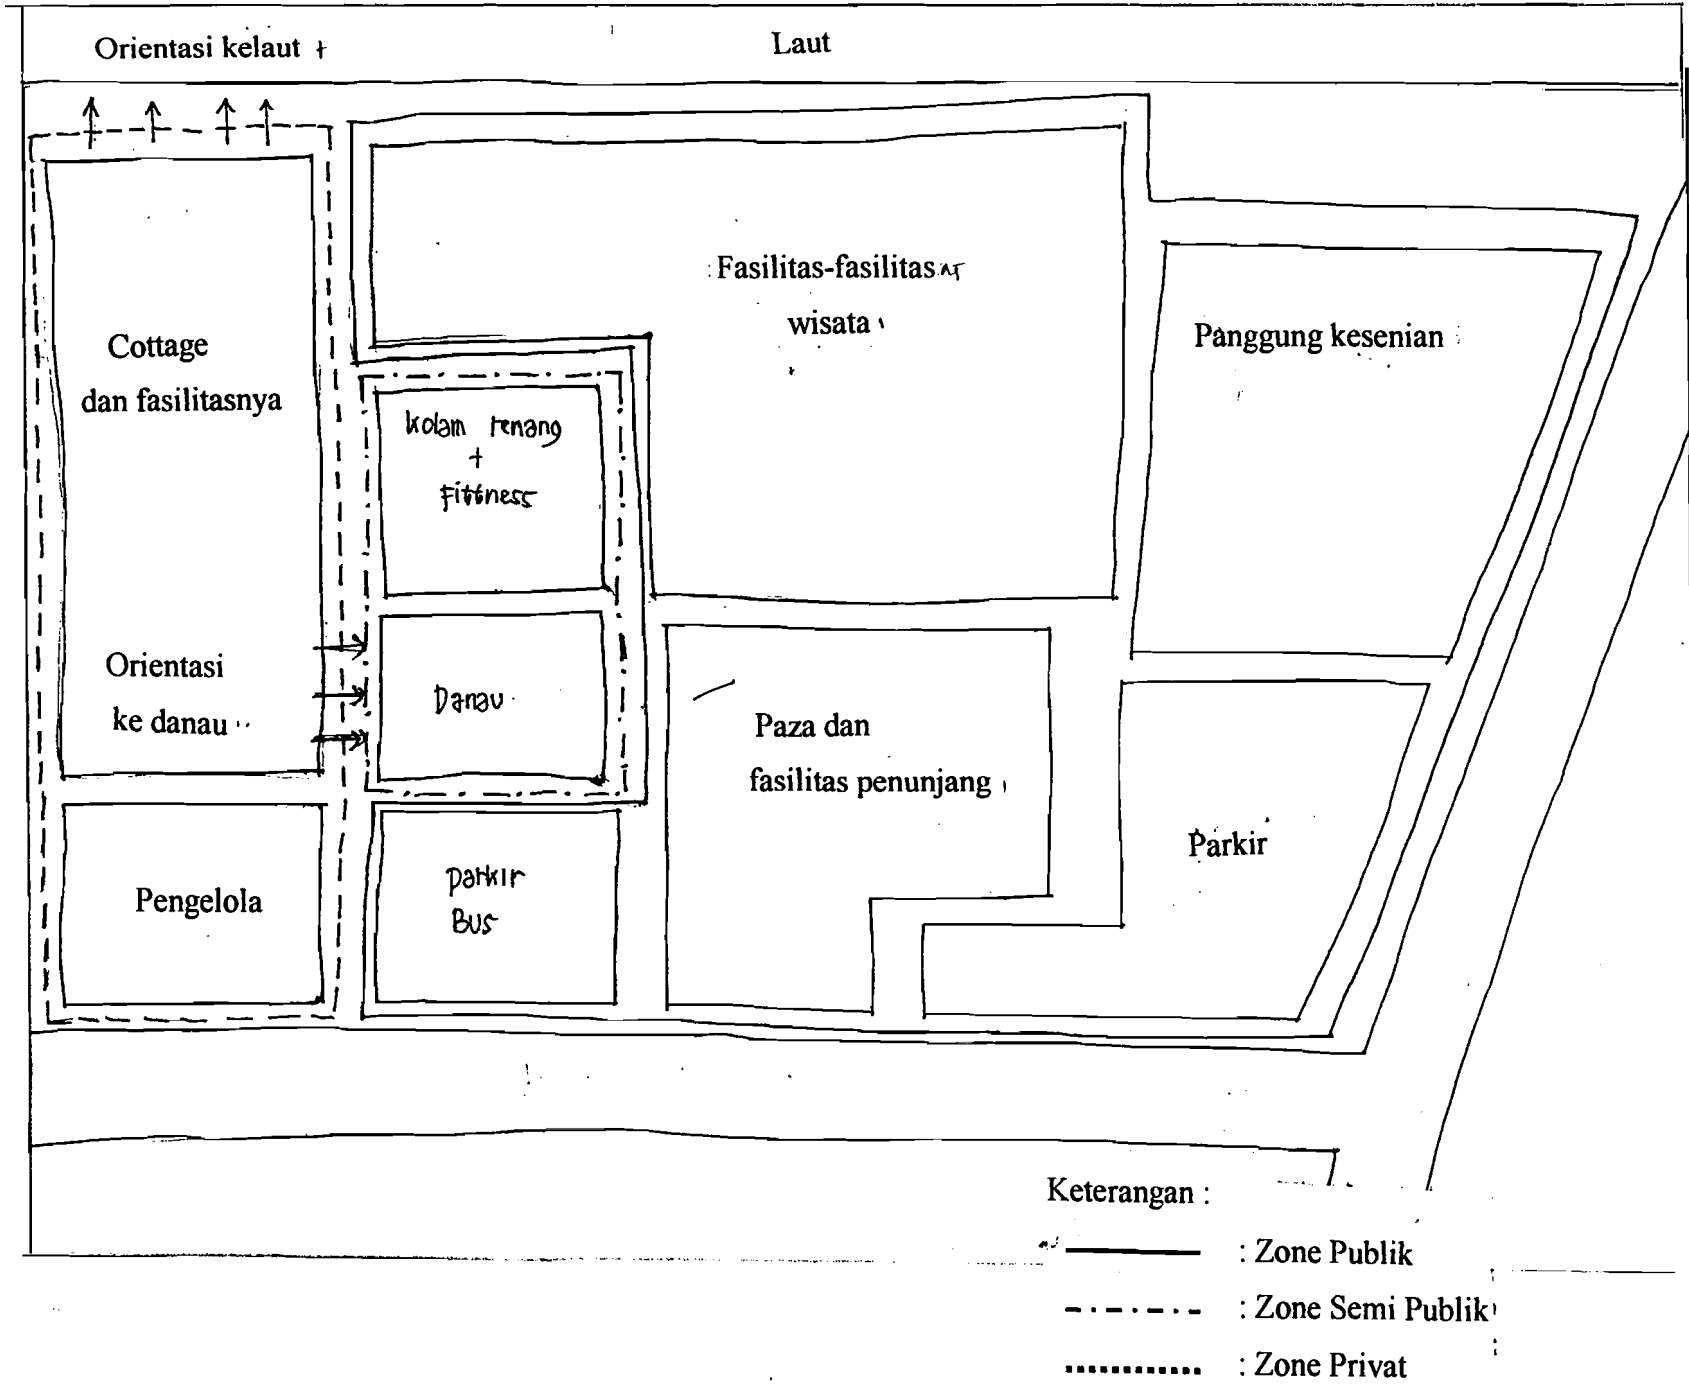 Orientasi kelaut
Laut
Fasilitas-fasilitas
wisata
Panggung kesenian
Cottage
dan fasilitasnya
kolam renang
+
Fittness
Orientasi
ke danau
Danau
Paza dan
fasilitas penunjang
Parkir
Pengelola
parkir
Bus
Keterangan :
: Zone Publik
: Zone Semi Publik
: Zone Privat